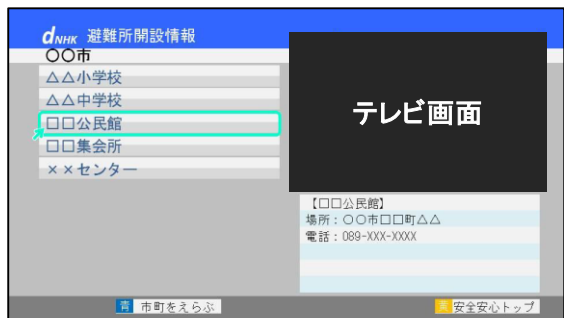 dNHK 避難所開設情報
〇〇市
△△小学校
△△中学校
□□公民館
□□集会所
××センター
テレビ画面
【□□公民館】
場所：〇〇市□□町△△
電話：089-XXX-XXXX
青 市町をえらぶ
黄 安全安心トップ